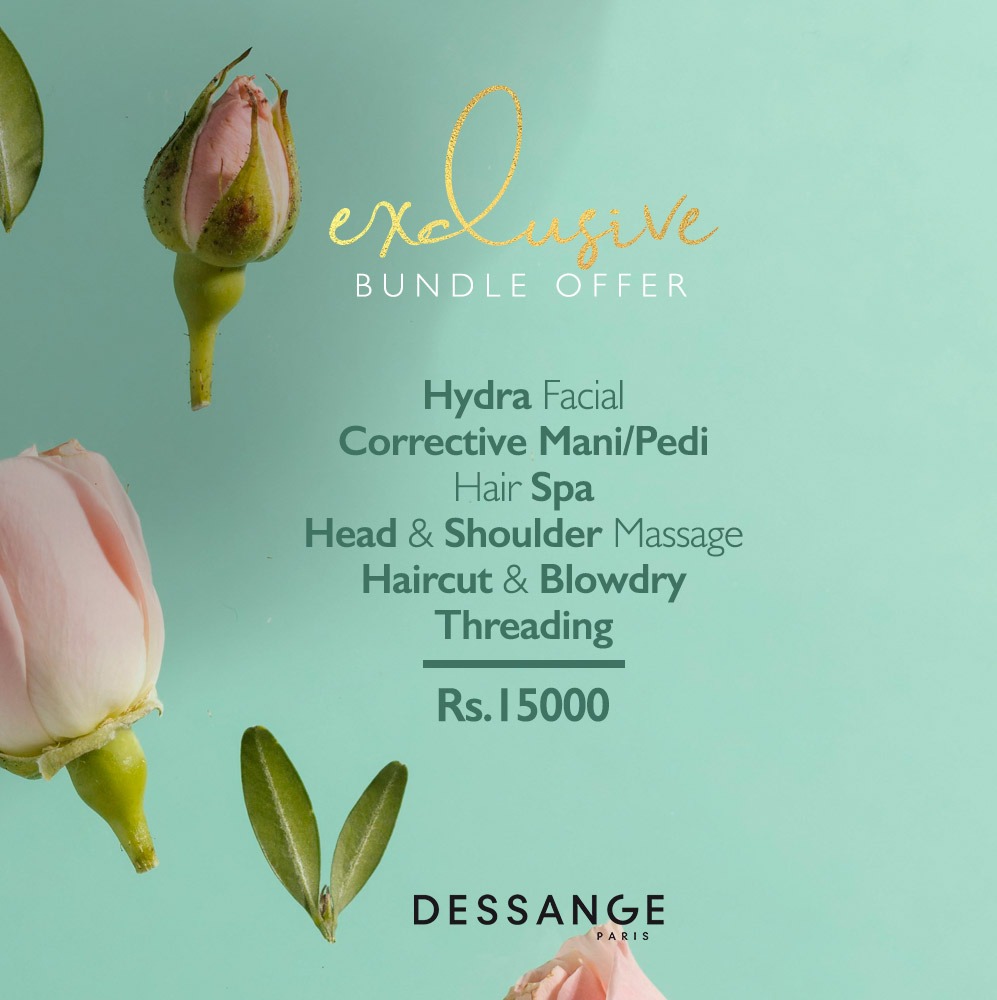 exclusive
BUNDLE OFFER
Hydra Facial
Corrective Mani/Pedi
Hair Spa
Head & Shoulder Massage
Haircut & Blowdry
Threading
Rs.15000
DESSANGE
PARIS